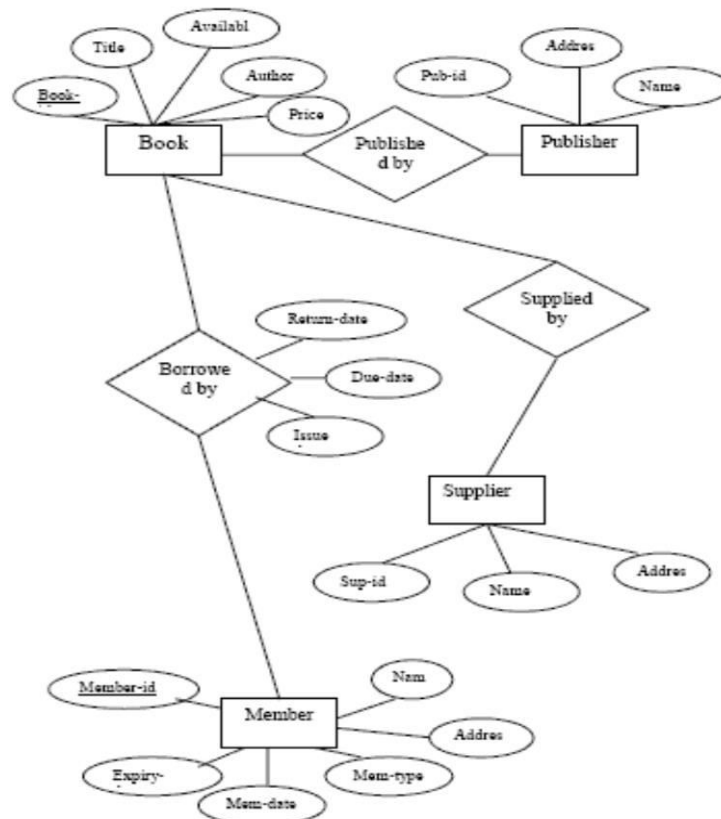 Availabl
Title
Addres
Author
Pub-id
Name
Book-
Price
Book
Publishe
d by
Publisher
Supplied
by
Return-date
Borrowe
d by
Due-date
Issue
Supplier
Sup-id
Name
Addres
Nam
Member-id
Member
Addres
Expiry-
Mem-type
Mem-date